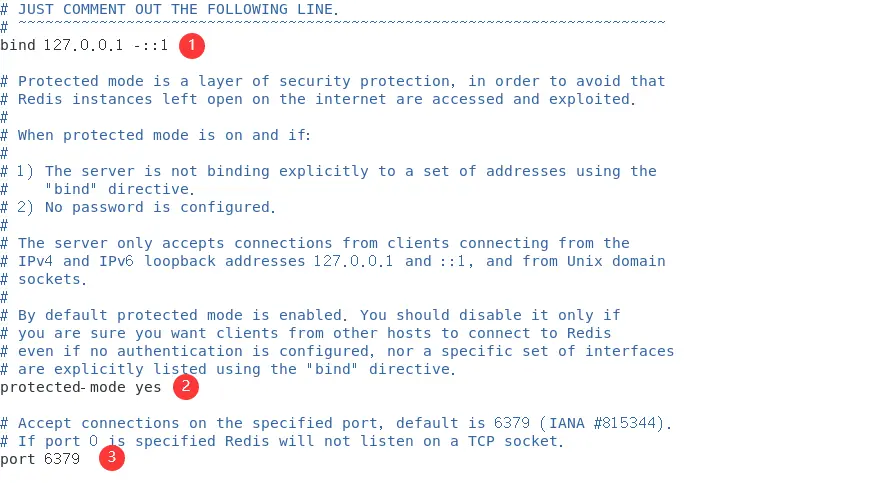 # JUST COMMENT OUT THE FOLLOWING LINE.
# ~~~~~~~~~~~~~~~~~~~~~~~~~~~~~~~~~~~~~~~~~~~~~~~~~~~~~~~~~~~~~~~~~~~~~~~~
bind 127.0.0.1 -::1 1
# Protected mode is a layer of security protection, in order to avoid that
# Redis instances left open on the internet are accessed and exploited.
#
# When protected mode is on and if:
#
# 1) The server is not binding explicitly to a set of addresses using the
#    "bind" directive.
# 2) No password is configured.
#
# The server only accepts connections from clients connecting from the
# IPv4 and IPv6 loopback addresses 127.0.0.1 and ::1, and from Unix domain
# sockets.
#
# By default protected mode is enabled. You should disable it only if
# you are sure you want clients from other hosts to connect to Redis
# even if no authentication is configured, nor a specific set of interfaces
# are explicitly listed using the "bind" directive.
protected-mode yes 2
# Accept connections on the specified port, default is 6379 (IANA #815344).
# If port 0 is specified Redis will not listen on a TCP socket.
port 6379 3